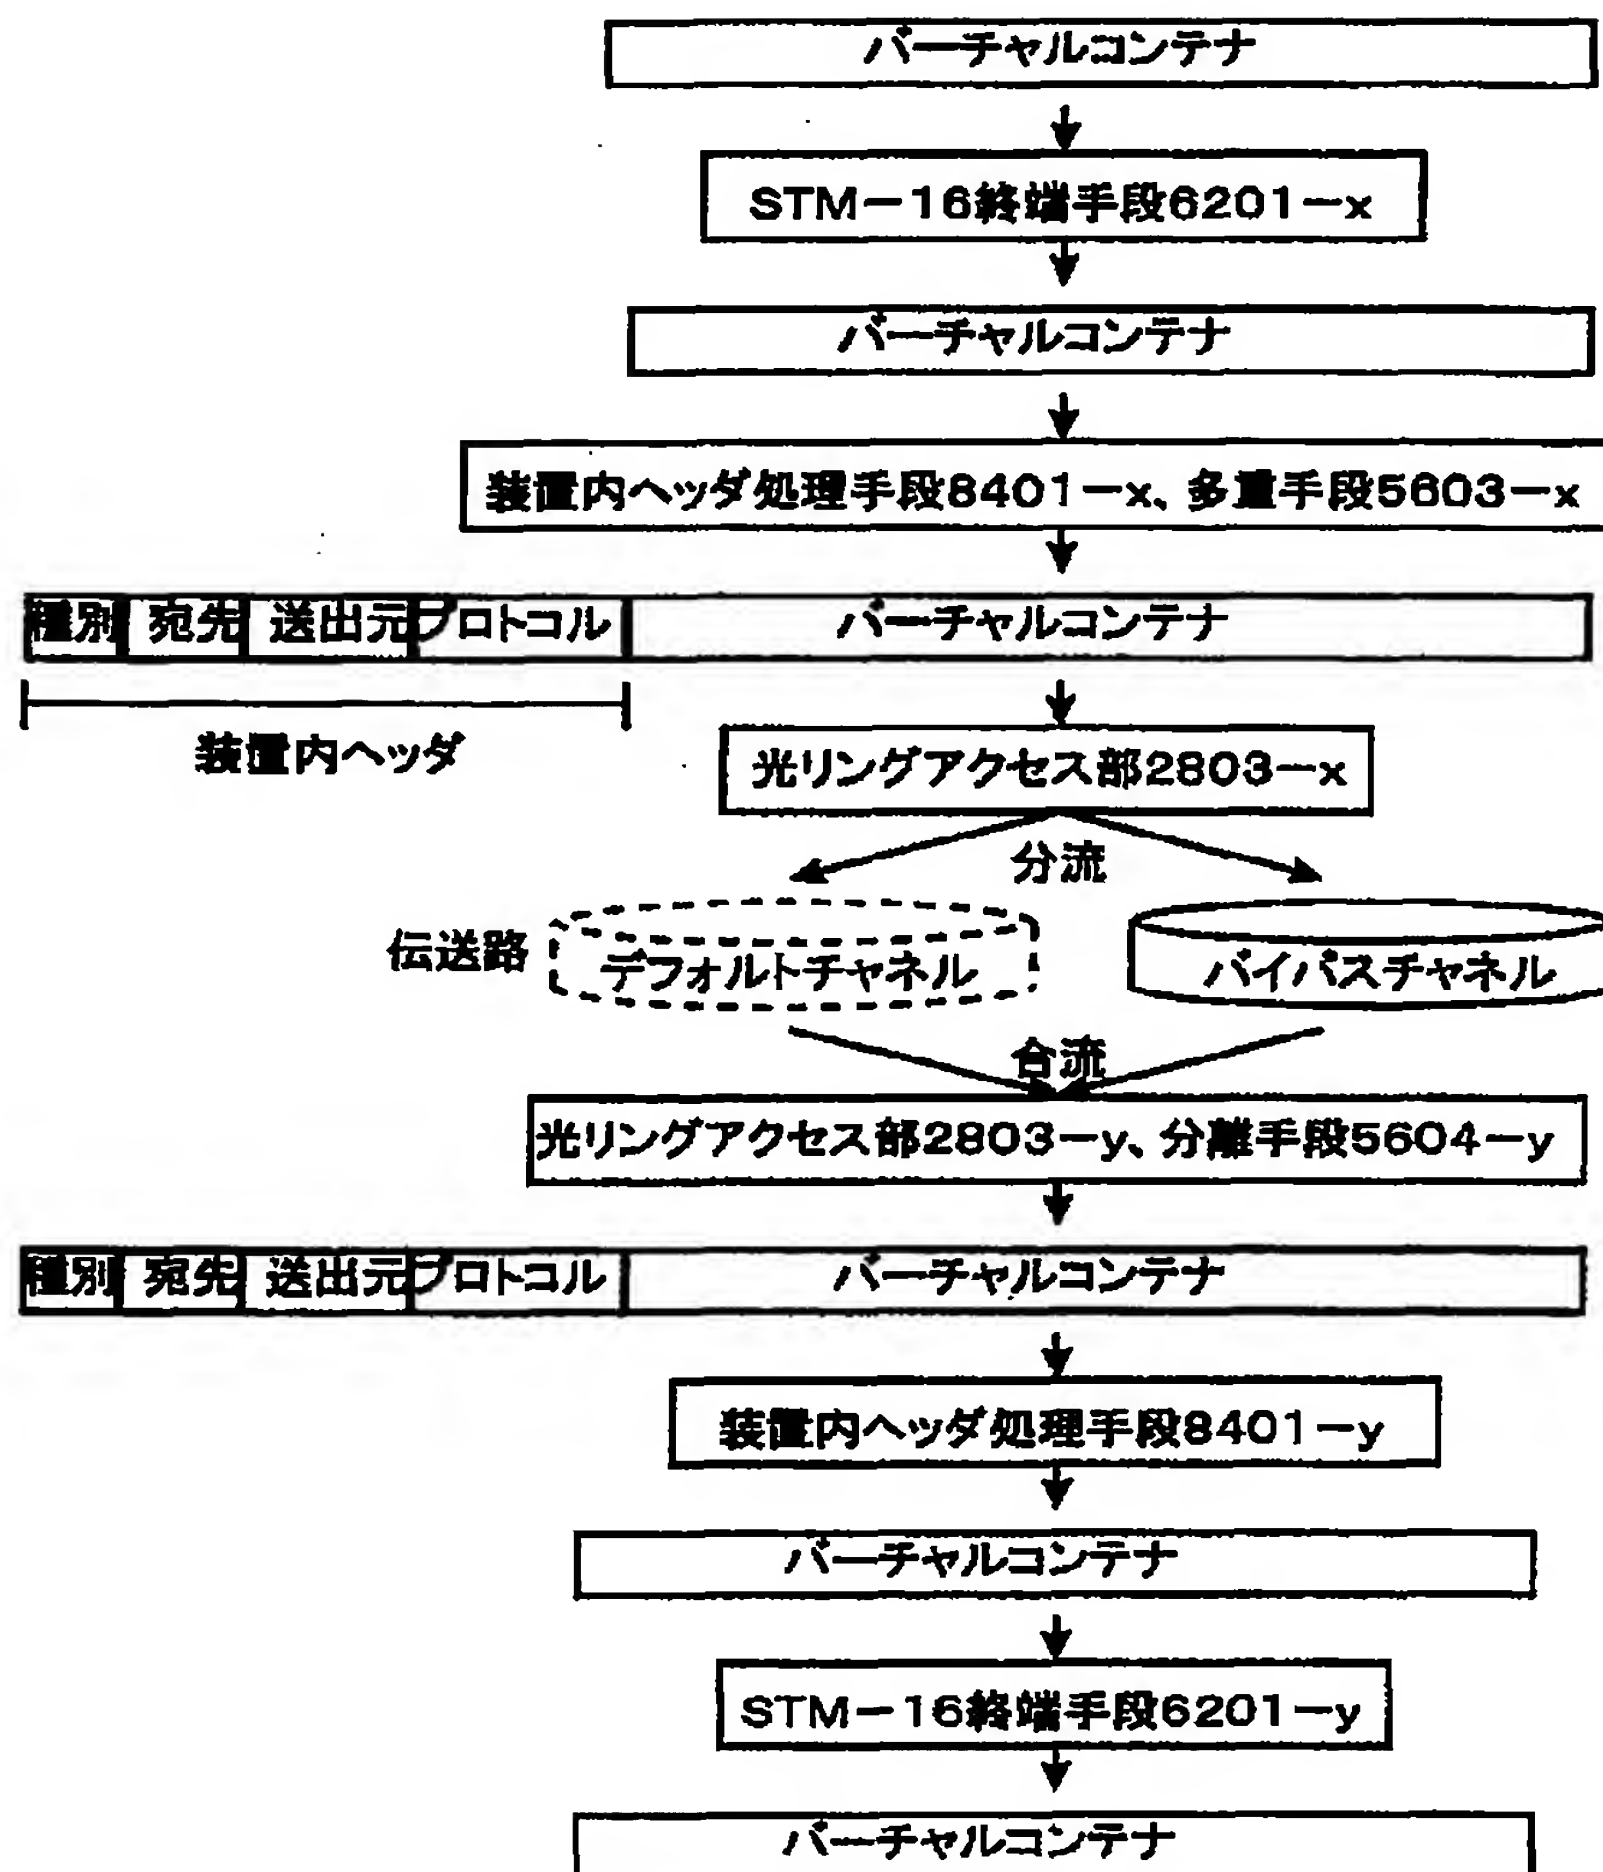 バーチャルコンテナ
STM－16終端手段6201－x
バーチャルコンテナ
装置内ヘッダ処理手段8401－x、多重手段5603－x
種別 宛先 送出元 プロトコル バーチャルコンテナ
装置内ヘッダ
光リングアクセス部2803－x
分流
伝送路 デフォルトチャネル バイパスチャネル
合流
光リングアクセス部2803－y、分離手段5604－y
種別 宛先 送出元 プロトコル バーチャルコンテナ
装置内ヘッダ処理手段8401－y
バーチャルコンテナ
STM－16終端手段6201－y
バーチャルコンテナ